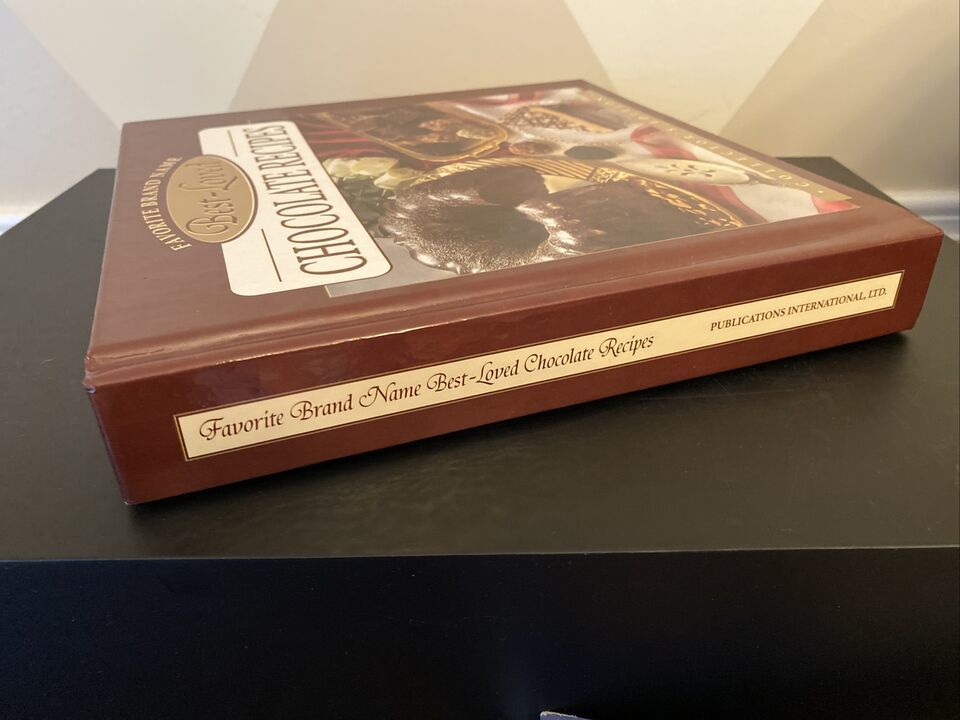 FAVORITE BRAND NAME
Best-Loved
CHOCOLATE RECIPES
Favorite Brand Name Best-Loved Chocolate Recipes
PUBLICATIONS INTERNATIONAL, LTD.